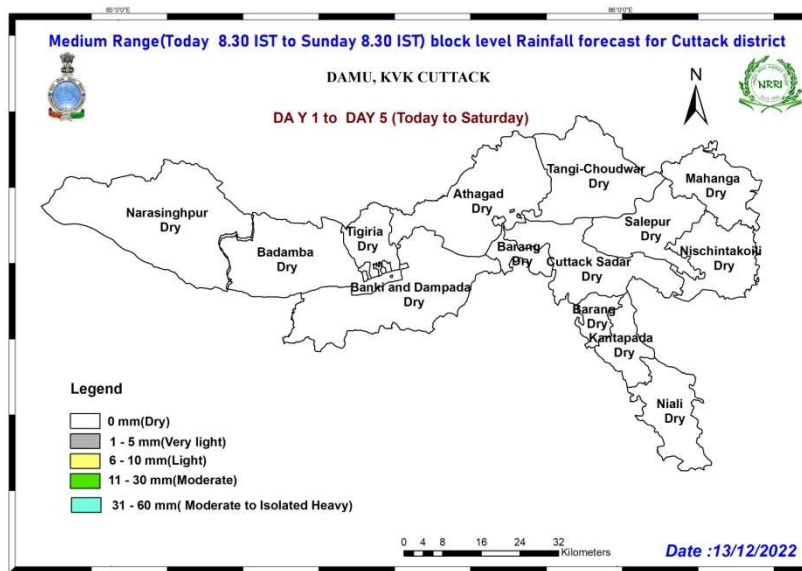 85°0'0"E
86°0'0"E
Medium Range(Today 8.30 IST to Sunday 8.30 IST) block level Rainfall forecast for Cuttack district
DAMU, KVK CUTTACK
N
NRRI
DA Y 1 to DAY 5 (Today to Saturday)
Tangi-Choudwar
Dry
Mahanga
Dry
Athagad
Dry
Narasinghpur
Dry
Salepur
Dry
Tigiria
Dry
Badamba
Dry
Barang
Dry
Cuttack Sadar
Dry
Nischintakoili
Dry
Banki and Dampada
Dry
Barang
Dry
Kantapada
Dry
Niali
Dry
Legend
0 mm(Dry)
1 - 5 mm(Very light)
6 - 10 mm(Light)
11 - 30 mm(Moderate)
31 - 60 mm( Moderate to Isolated Heavy)
0 2 4 8 16 24 32
Kilometers
Date :13/12/2022